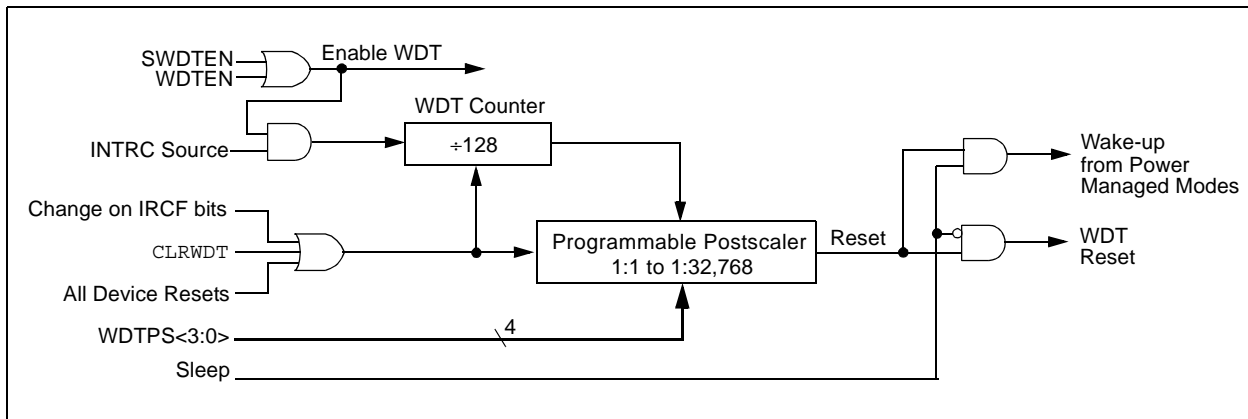 SWDTEN
WDTEN
Enable WDT
WDT Counter
÷128
INTRC Source
Change on IRCF bits
CLRWDT
All Device Resets
Programmable Postscaler
1:1 to 1:32,768
Reset
Wake-up
from Power
Managed Modes
WDT
Reset
WDTPS<3:0>
4
Sleep